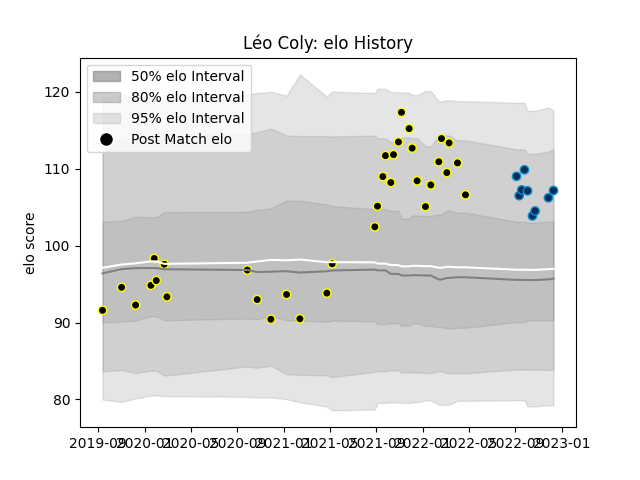 Léo Coly: elo History
50% elo Interval
80% elo Interval
95% elo Interval
Post Match elo
elo score
120
110
100
90
80
2019-09 2020-01 2020-05 2020-09 2021-01 2021-05 2021-09 2022-01 2022-05 2022-09 2023-01